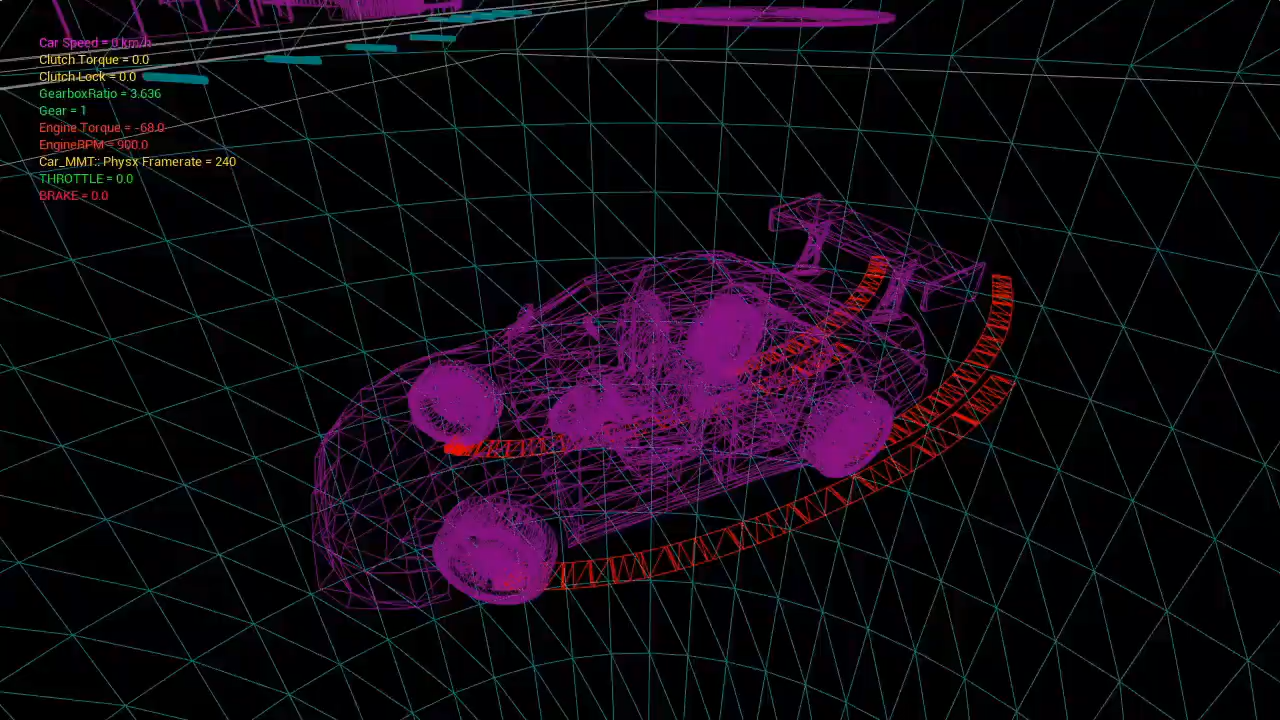 Car Speed = 0 km/h
Clutch Torque = 0.0
Clutch Lock = 0.0
GearboxRatio = 3.636
Gear = 1
Engine Torque = -68.0
EngineRPM = 900.0
Car_MMT:: Physx Framerate = 240
THROTTLE = 0.0
BRAKE = 0.0